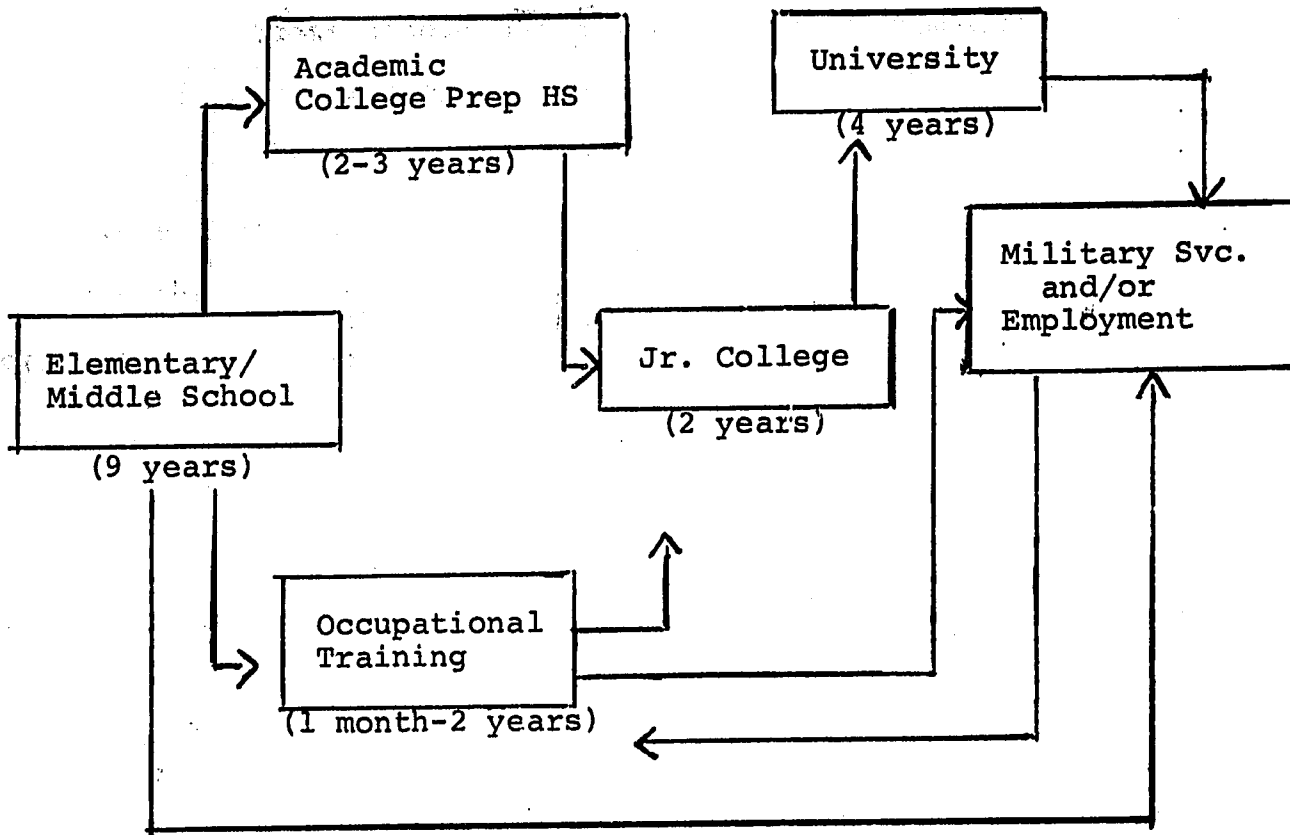 Academic
College Prep HS
(2-3 years)
University
(4 years)
Military Svc.
and/or
Employment
Elementary/
Middle School
(9 years)
Jr. College
(2 years)
Occupational
Training
(1 month-2 years)